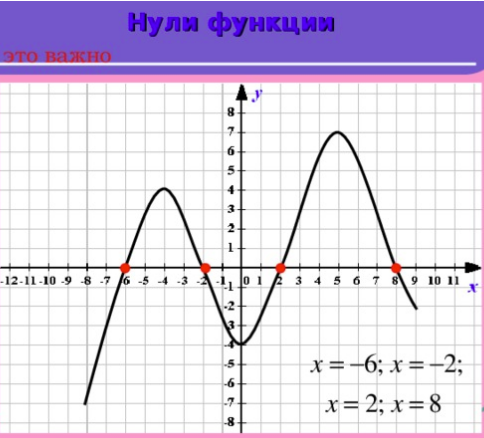 Нули функции
это важно
y
8
7
6
5
4
3
2
1
-12 -11 -10 -9 -8 -7 -6 -5 -4 -3 -2 -1 0 1 2 3 4 5 6 7 8 9 10 11 x
-2
-3
-4
-5
-6
-7
-8
x = –6; x = –2;
x = 2; x = 8